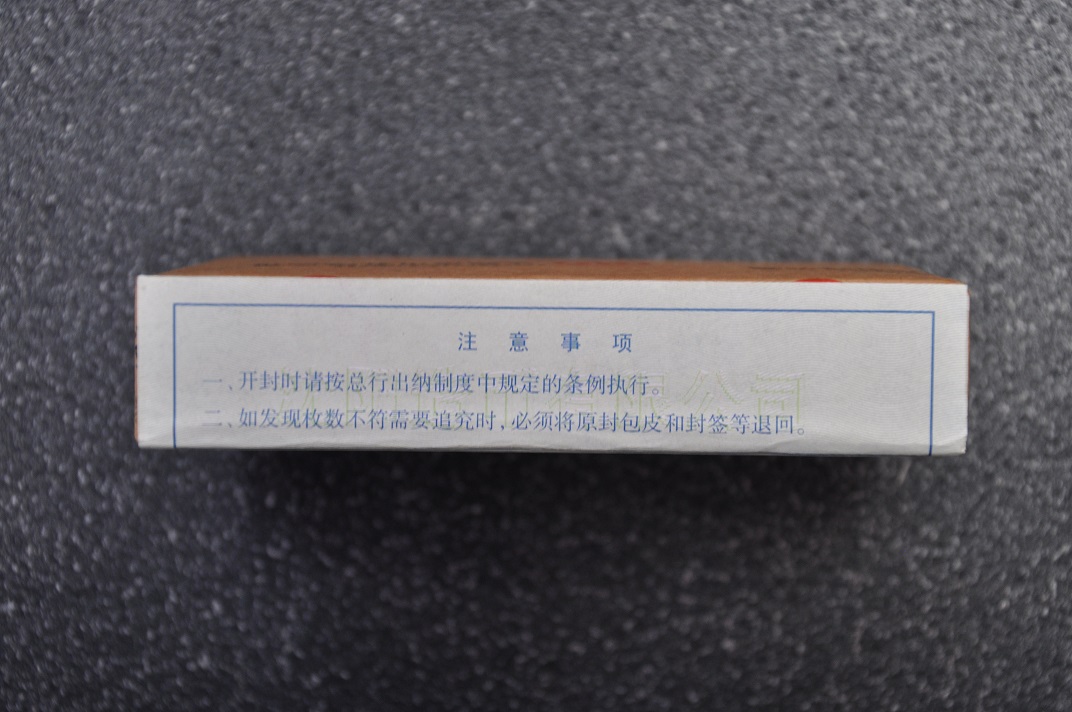 注意事项
一、开封时请按总行出纳制度中规定的条例执行。
二、如发现枚数不符需要追究时,必须将原封包皮和封签等退回。